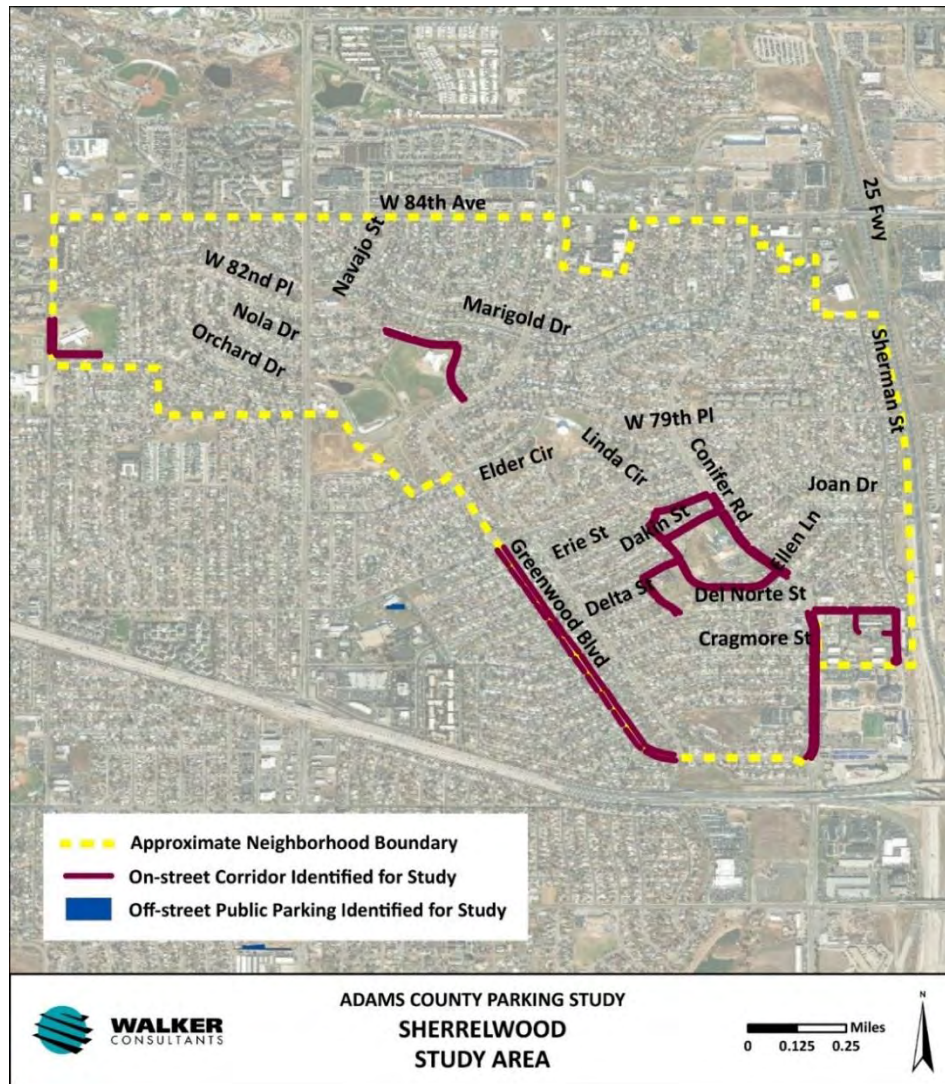 W 84th Ave
25 Fwy
Navajo St
W 82nd Pl
Nola Dr
Orchard Dr
Marigold Dr
Sherman St
W 79th Pl
Linda Cir
Elder Cir
Conifer Rd
Joan Dr
Ellen Ln
Dakin St
Erie St
Greenwood Blvd
Delta St
Del Norte St
Cragmore St
Approximate Neighborhood Boundary
On-street Corridor Identified for Study
Off-street Public Parking Identified for Study
WALKER
CONSULTANTS
ADAMS COUNTY PARKING STUDY
SHERRELWOOD
STUDY AREA
Miles
0 0.125 0.25
N